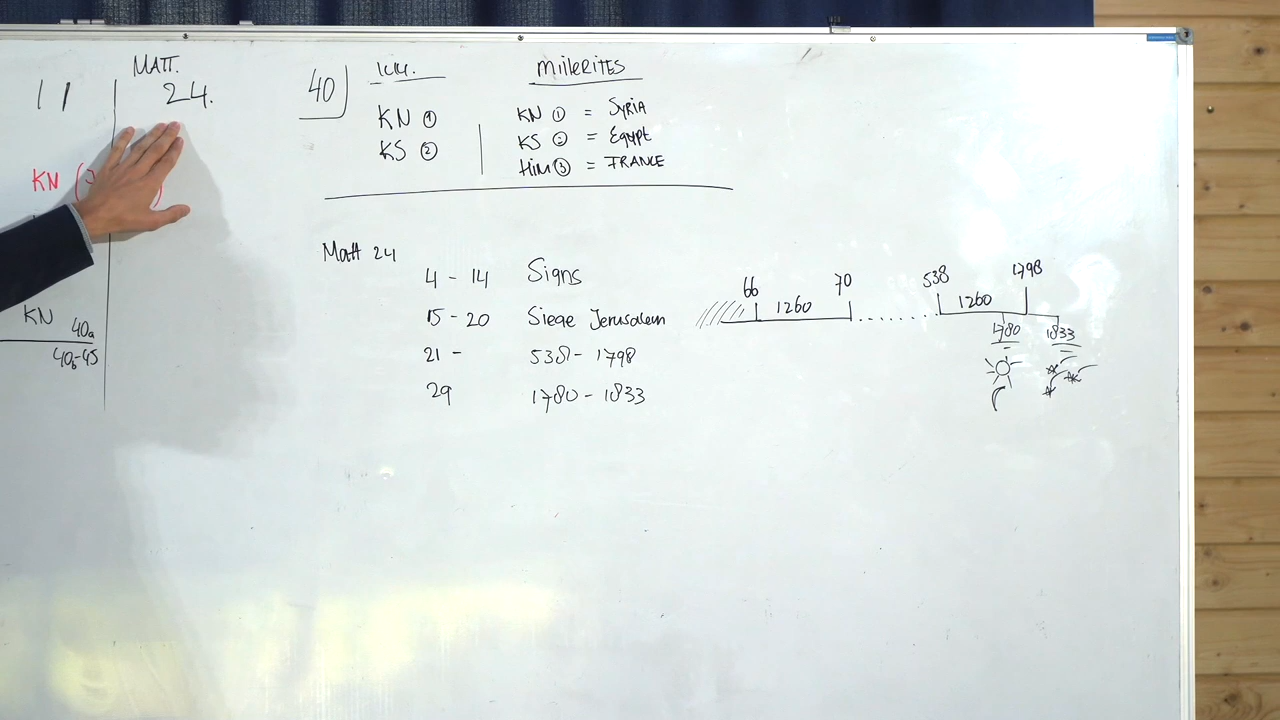 MATT.
11 24.
KN
KN 40a
40b-45
40
KN ①
KS ②
MillERITES
KN ① = SyRIA
KS ② = Egypt
Him ③ = FRANCE
Matt 24
4 - 14 Signs
15 - 20 Siege Jerusalem
21 - 538 - 1798
29 1780 - 1833
66 1260 70 538 1260 1798
1780 1833